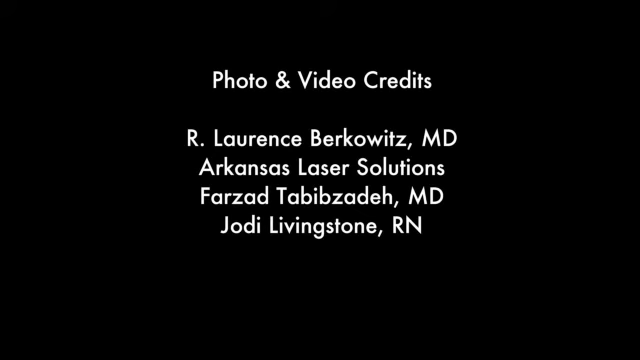 Photo & Video Credits
R. Laurence Berkowitz, MD
Arkansas Laser Solutions
Farzad Tabibzadeh, MD
Jodi Livingstone, RN